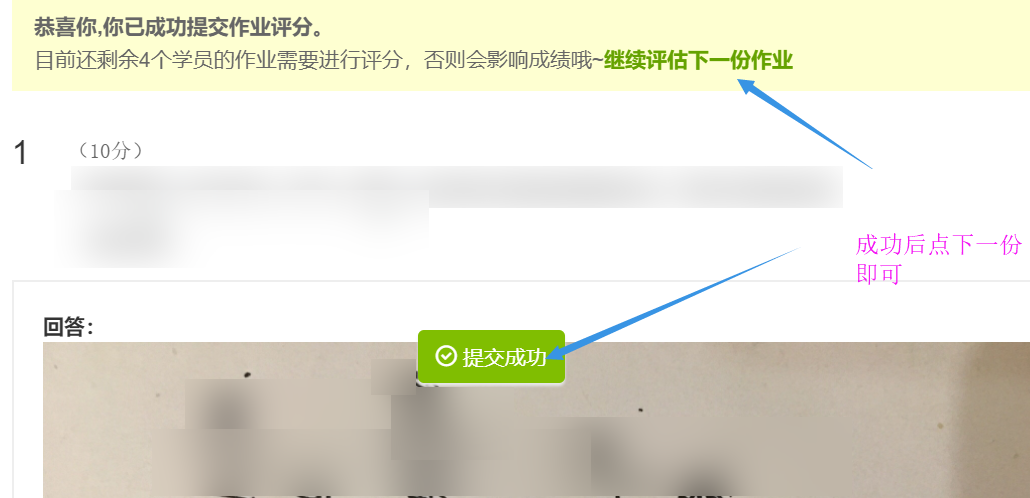 恭喜你,你已成功提交作业评分。
目前还剩余4个学员的作业需要进行评分，否则会影响成绩哦~继续评估下一份作业
1 （10分）
成功后点下一份
即可
回答：
提交成功